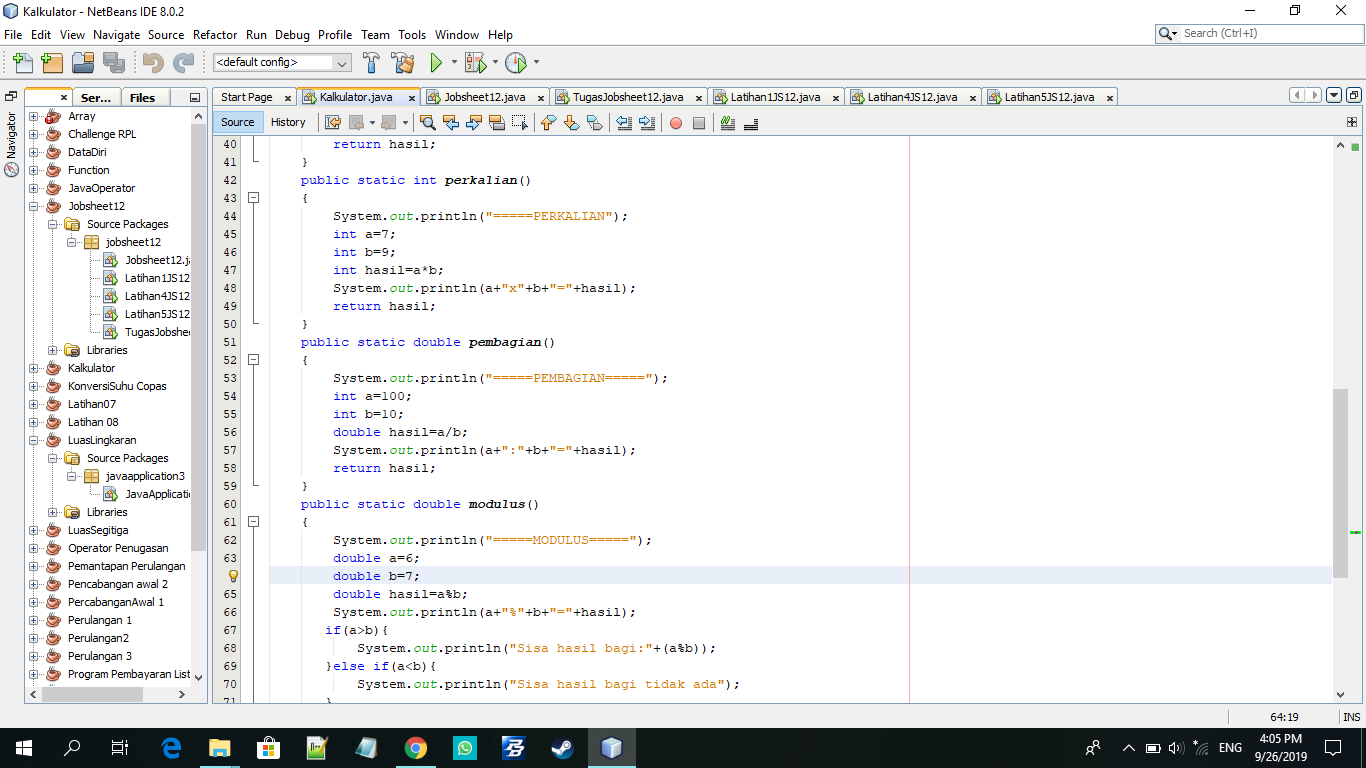 Kalkulator - NetBeans IDE 8.0.2
File Edit View Navigate Source Refactor Run Debug Profile Team Tools Window Help
Search (Ctrl+I)
<default config>
Navigator
Ser... Files
Array
Challenge RPL
DataDiri
Function
JavaOperator
Jobsheet12
Source Packages
jobsheet12
Jobsheet12.ja
Latihan1JS12
Latihan4JS12
Latihan5JS12
TugasJobshee
Libraries
Kalkulator
KonversiSuhu Copas
Latihan07
Latihan 08
LuasLingkaran
Source Packages
javaapplication3
JavaApplicati
Libraries
LuasSegitiga
Operator Penugasan
Pemantapan Perulangan
Pencabangan awal 2
PercabanganAwal 1
Perulangan 1
Perulangan2
Perulangan 3
Program Pembayaran List
Start Page Kalkulator.java Jobsheet12.java TugasJobsheet12.java Latihan1JS12.java Latihan4JS12.java Latihan5JS12.java
Source History
40 return hasil;
41 }
42 public static int perkalian()
43 {
44 System.out.println("=====PERKALIAN");
45 int a=7;
46 int b=9;
47 int hasil=a*b;
48 System.out.println(a+"x"+b+"="+hasil);
49 return hasil;
50 }
51 public static double pembagian()
52 {
53 System.out.println("=====PEMBAGIAN=====");
54 int a=100;
55 int b=10;
56 double hasil=a/b;
57 System.out.println(a+":"+b+"="+hasil);
58 return hasil;
59 }
60 public static double modulus()
61 {
62 System.out.println("=====MODULUS=====");
63 double a=6;
double b=7;
65 double hasil=a%b;
66 System.out.println(a+"%"+b+"="+hasil);
67 if(a>b){
68 System.out.println("Sisa hasil bagi:"+(a%b));
69 }else if(a<b){
70 System.out.println("Sisa hasil bagi tidak ada");
71 }
64:19 INS
ENG
4:05 PM
9/26/2019